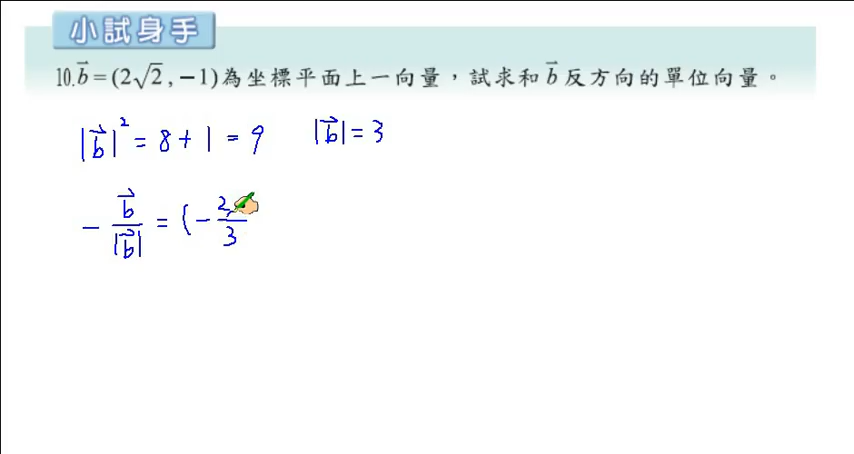 小試身手
10. b⃗ = (2√2 , −1) 為坐標平面上一向量，試求和 b⃗ 反方向的單位向量。
|b⃗|² = 8 + 1 = 9   |b⃗| = 3
− b⃗/|b⃗| = (− 2/3